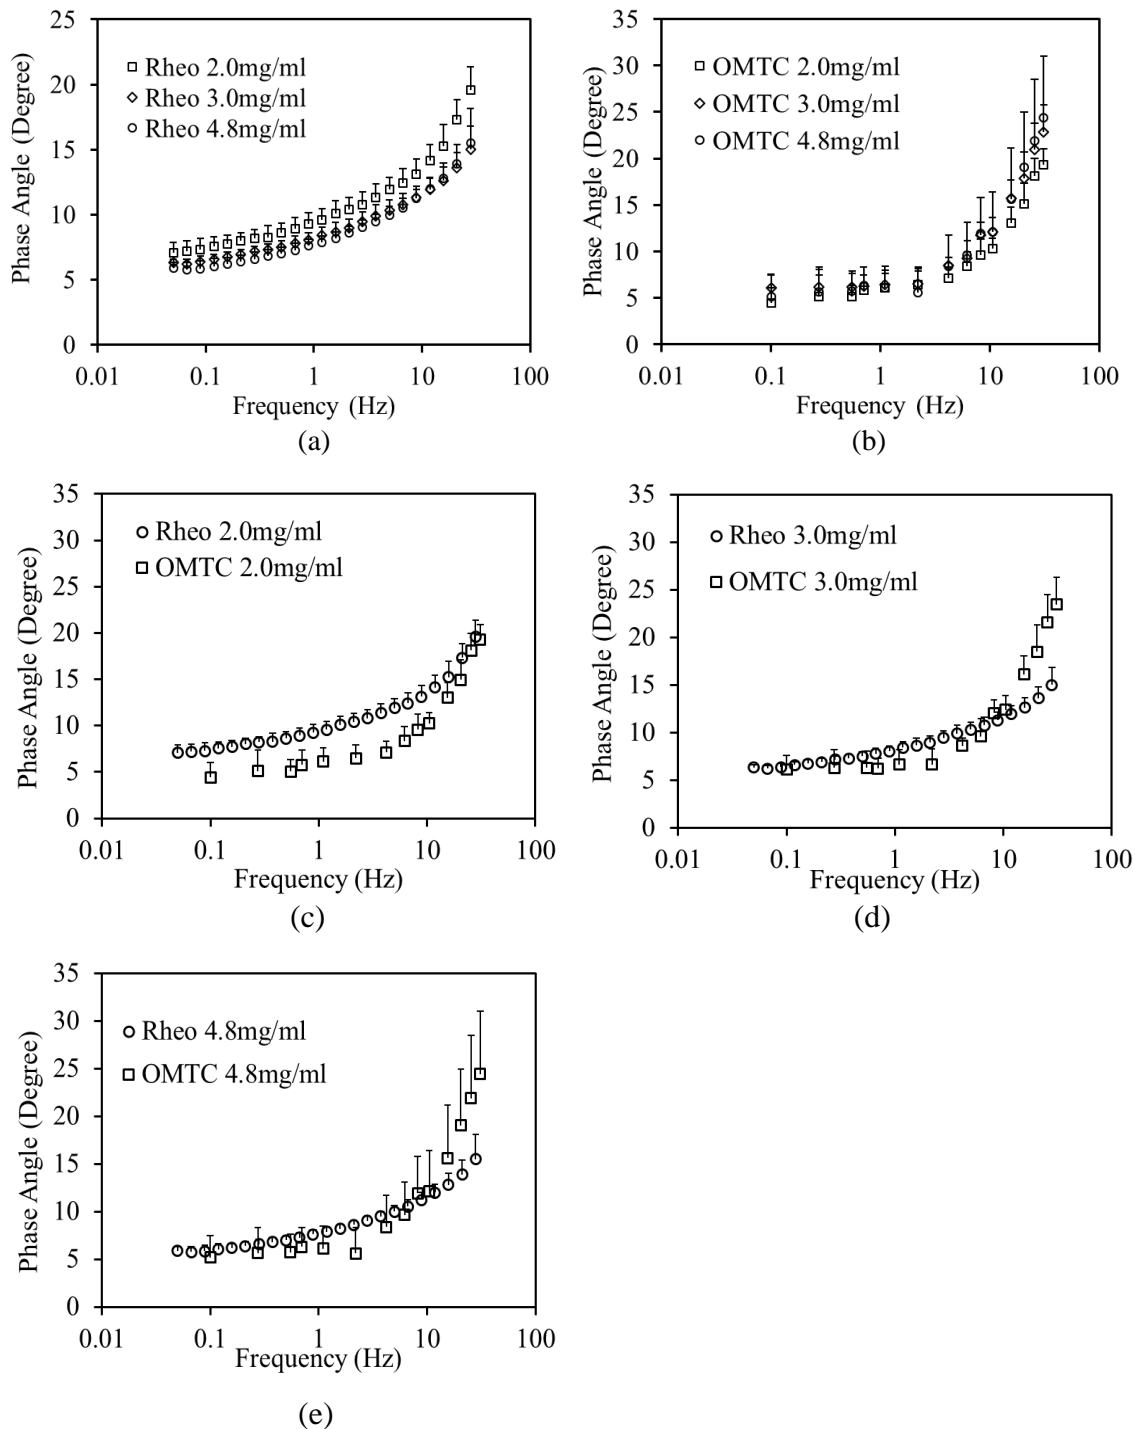 25
20
15
10
5
0
Phase Angle (Degree)
Rheo 2.0mg/ml
Rheo 3.0mg/ml
Rheo 4.8mg/ml
0.01 0.1 1 10 100
Frequency (Hz)
(a)
35
30
25
20
15
10
5
0
Phase Angle (Degree)
OMTC 2.0mg/ml
OMTC 3.0mg/ml
OMTC 4.8mg/ml
0.01 0.1 1 10 100
Frequency (Hz)
(b)
35
30
25
20
15
10
5
0
Phase Angle (Degree)
Rheo 2.0mg/ml
OMTC 2.0mg/ml
0.01 0.1 1 10 100
Frequency (Hz)
(c)
35
30
25
20
15
10
5
0
Phase Angle (Degree)
Rheo 3.0mg/ml
OMTC 3.0mg/ml
0.01 0.1 1 10 100
Frequency (Hz)
(d)
35
30
25
20
15
10
5
0
Phase Angle (Degree)
Rheo 4.8mg/ml
OMTC 4.8mg/ml
0.01 0.1 1 10 100
Frequency (Hz)
(e)